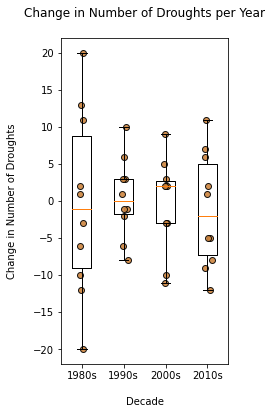 Change in Number of Droughts per Year
Change in Number of Droughts
20
15
10
5
0
−5
−10
−15
−20
1980s 1990s 2000s 2010s
Decade